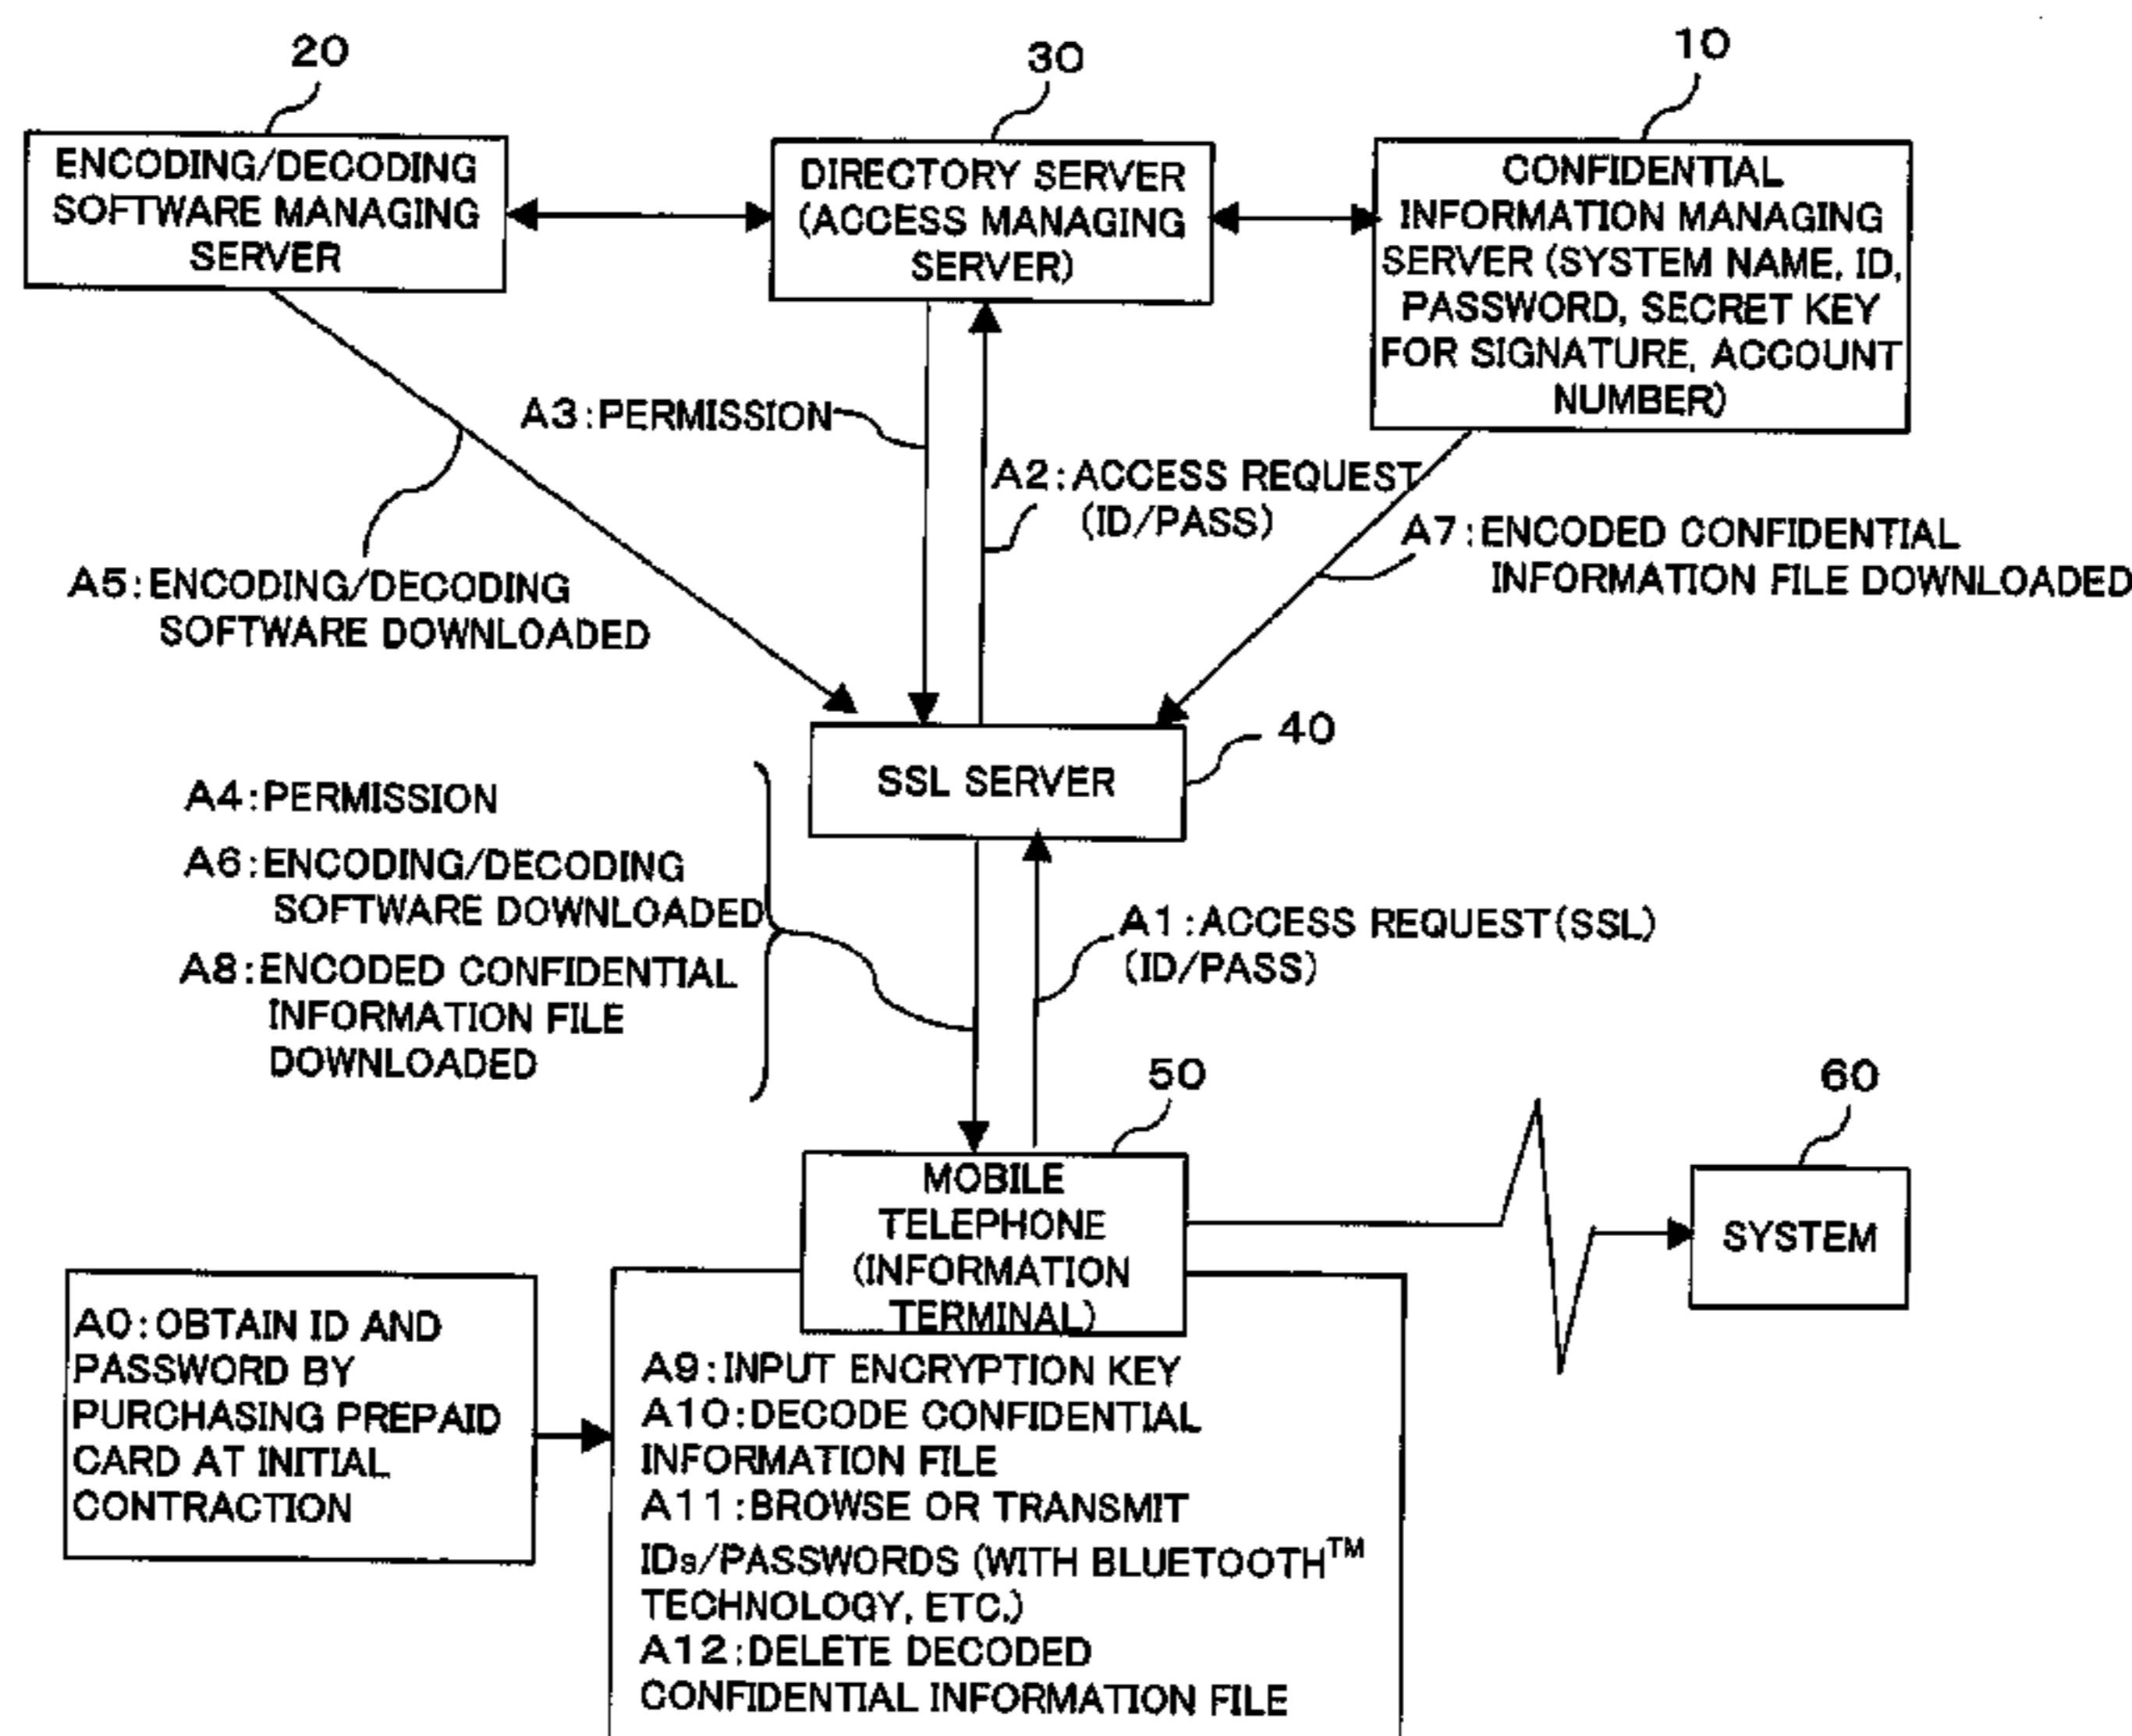 20
30
10
ENCODING/DECODING
SOFTWARE MANAGING
SERVER
DIRECTORY SERVER
(ACCESS MANAGING
SERVER)
CONFIDENTIAL
INFORMATION MANAGING
SERVER (SYSTEM NAME, ID,
PASSWORD, SECRET KEY
FOR SIGNATURE, ACCOUNT
NUMBER)
A3:PERMISSION
A2:ACCESS REQUEST
(ID/PASS)
A7:ENCODED CONFIDENTIAL
INFORMATION FILE DOWNLOADED
A5:ENCODING/DECODING
SOFTWARE DOWNLOADED
40
SSL SERVER
A4:PERMISSION
A6:ENCODING/DECODING
SOFTWARE DOWNLOADED
A8:ENCODED CONFIDENTIAL
INFORMATION FILE
DOWNLOADED
A1:ACCESS REQUEST(SSL)
(ID/PASS)
50
60
MOBILE
TELEPHONE
(INFORMATION
TERMINAL)
SYSTEM
A0:OBTAIN ID AND
PASSWORD BY
PURCHASING PREPAID
CARD AT INITIAL
CONTRACTION
A9:INPUT ENCRYPTION KEY
A10:DECODE CONFIDENTIAL
INFORMATION FILE
A11:BROWSE OR TRANSMIT
IDs/PASSWORDS (WITH BLUETOOTH™
TECHNOLOGY, ETC.)
A12:DELETE DECODED
CONFIDENTIAL INFORMATION FILE